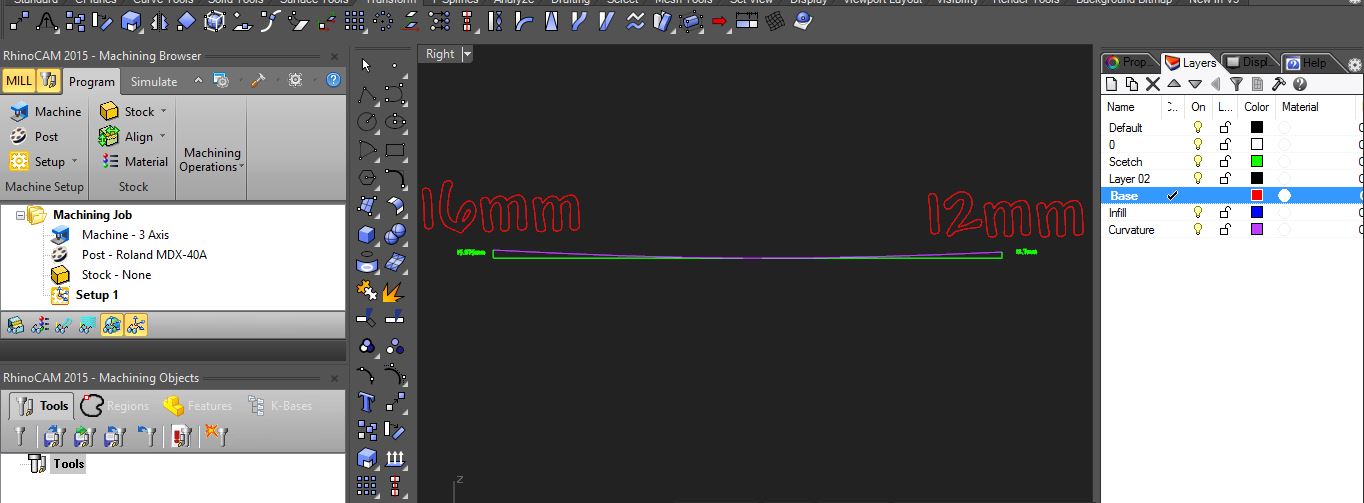 Standard CPlanes Curve Tools Solid Tools Surface Tools Transform T-Splines Analyze Drafting Select Mesh Tools Set View Display Viewport Layout Visibility Render Tools Background Bitmap New in V5
RhinoCAM 2015 - Machining Browser
MILL Program Simulate
Machine
Post
Setup
Machine Setup
Stock
Align
Material
Stock
Machining
Operations
Machining Job
Machine - 3 Axis
Post - Roland MDX-40A
Stock - None
Setup 1
RhinoCAM 2015 - Machining Objects
Tools Regions Features K-Bases
Tools
Right
16mm
12mm
z
Prop... Layers Displ... Help
Name C... On L... Color Material
Default
0
Scetch
Layer 02
Base
Infill
Curvature